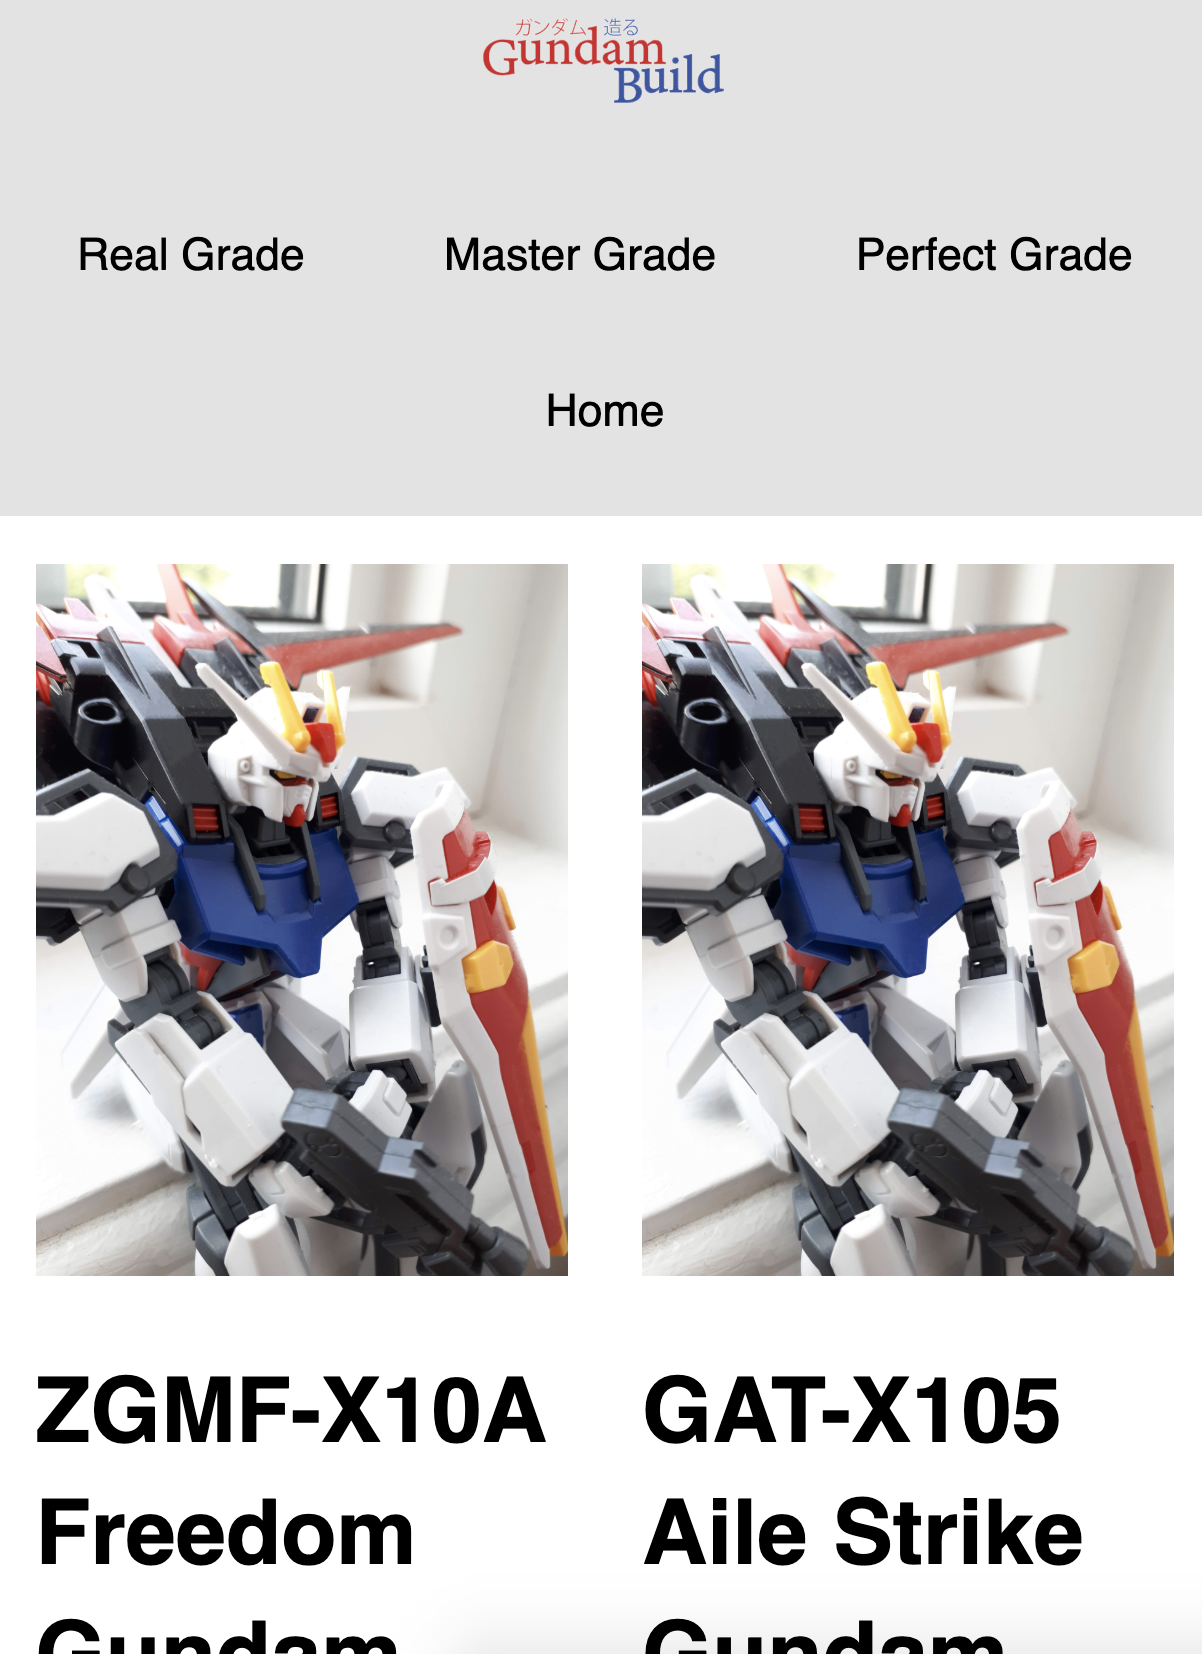 ガンダム 造る
Gundam
Build
Real Grade
Master Grade
Perfect Grade
Home
ZGMF-X10A
Freedom
Gundam
GAT-X105
Aile Strike
Gundam